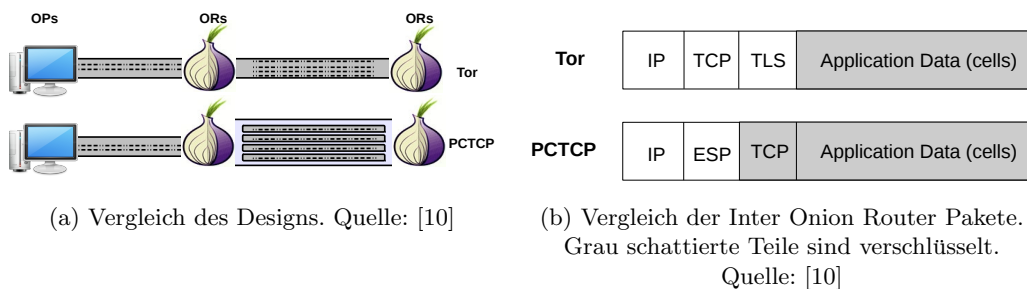 OPs ORs ORs
Tor
PCTCP
(a) Vergleich des Designs. Quelle: [10]
Tor IP TCP TLS Application Data (cells)
PCTCP IP ESP TCP Application Data (cells)
(b) Vergleich der Inter Onion Router Pakete.
Grau schattierte Teile sind verschlüsselt.
Quelle: [10]